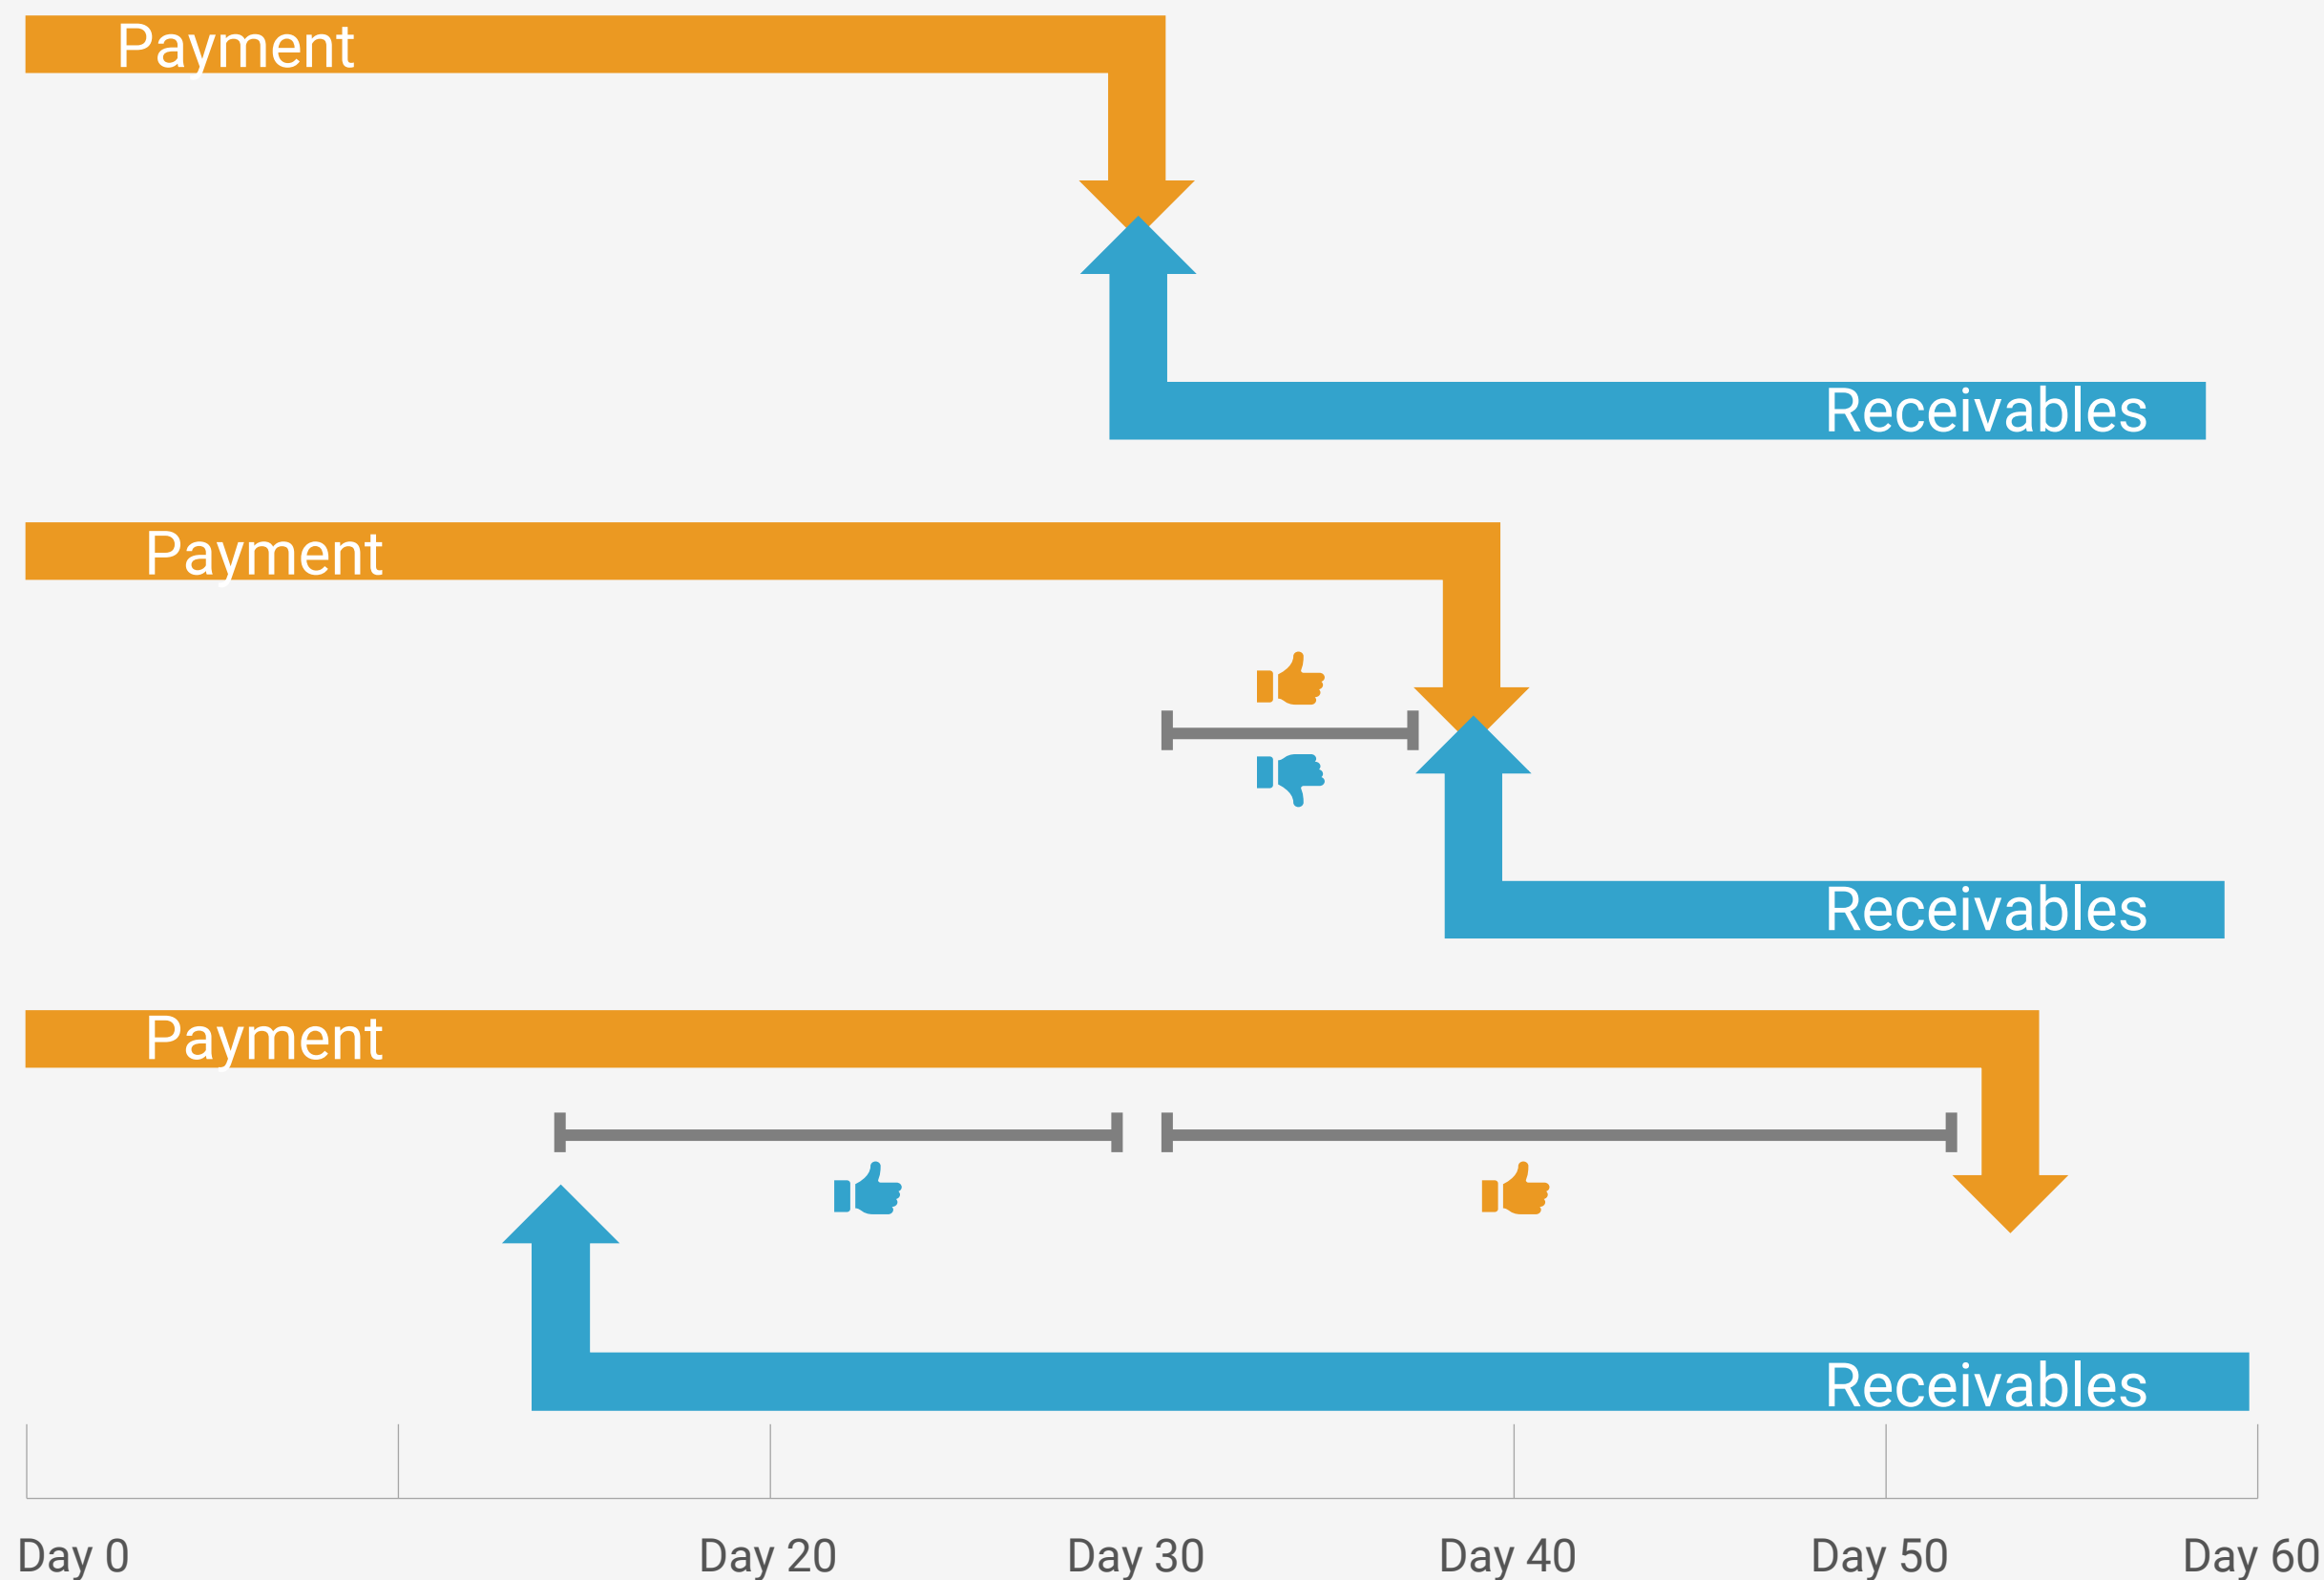 Payment
Receivables
Payment
Receivables
Payment
Receivables
Day 0
Day 20
Day 30
Day 40
Day 50
Day 60